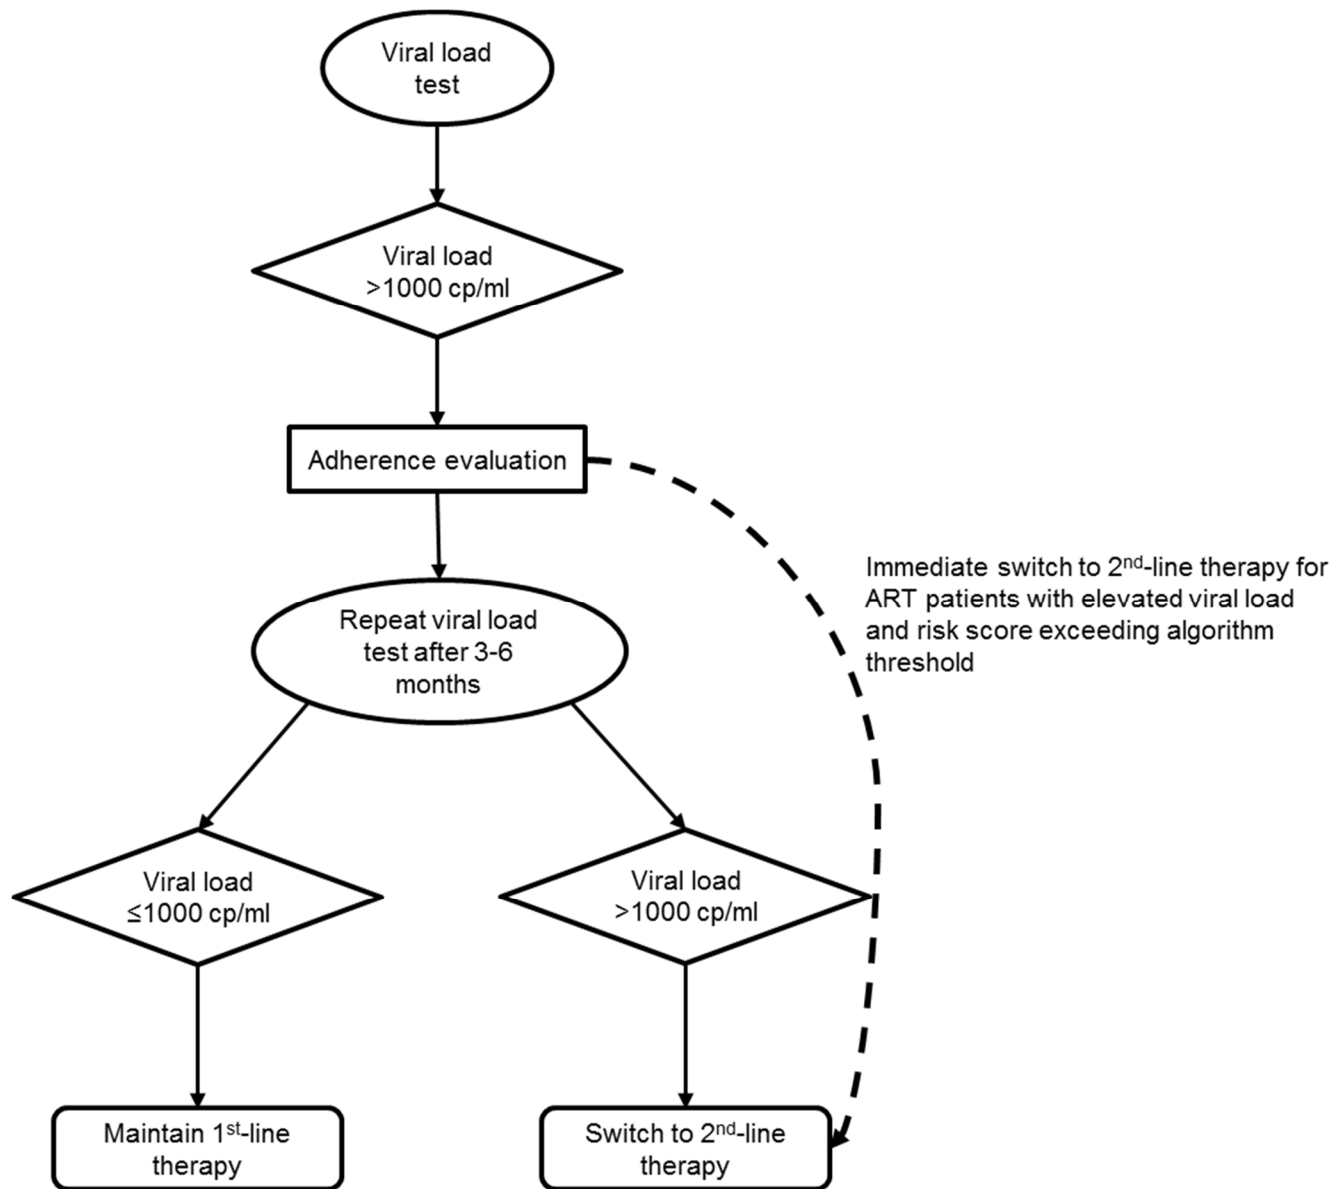 Viral load
test
Viral load
>1000 cp/ml
Adherence evaluation
Immediate switch to 2nd-line therapy for
ART patients with elevated viral load
and risk score exceeding algorithm
threshold
Repeat viral load
test after 3-6
months
Viral load
≤1000 cp/ml
Viral load
>1000 cp/ml
Maintain 1st-line
therapy
Switch to 2nd-line
therapy